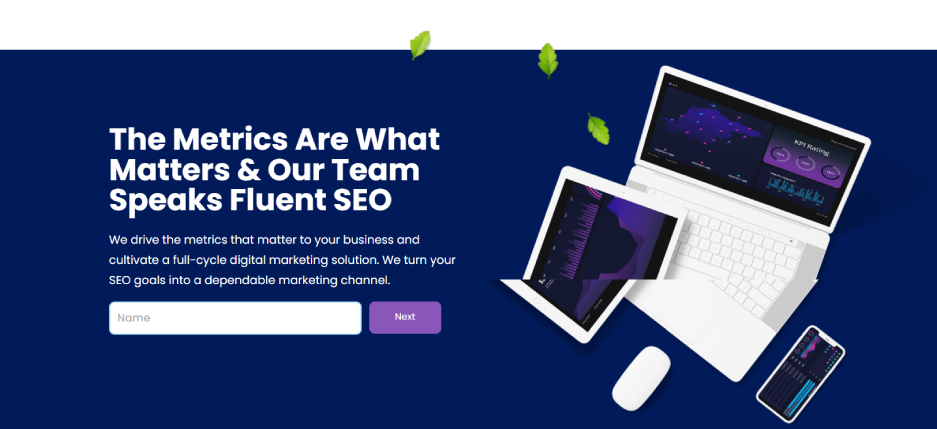 The Metrics Are What
Matters & Our Team
Speaks Fluent SEO
We drive the metrics that matter to your business and
cultivate a full-cycle digital marketing solution. We turn your
SEO goals into a dependable marketing channel.
Name
Next
KPI Rating